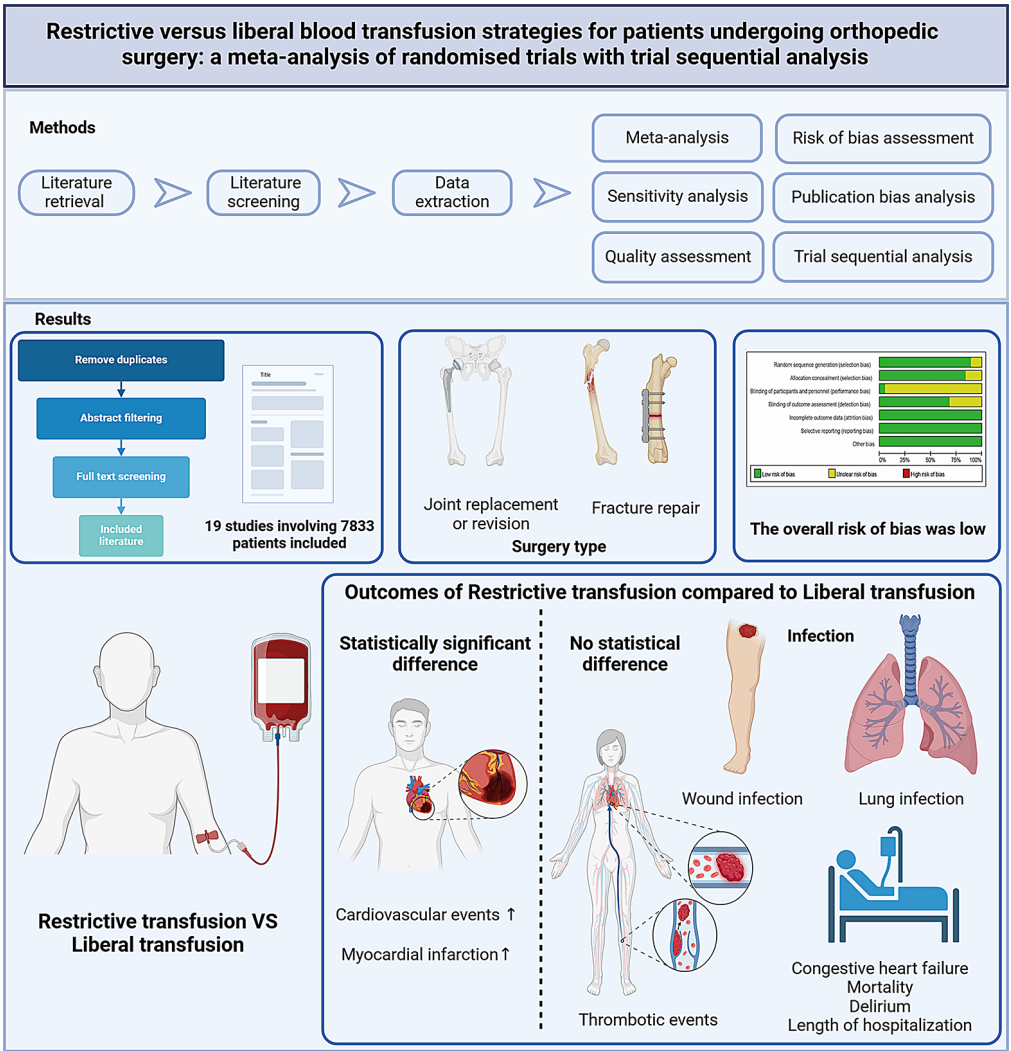 Restrictive versus liberal blood transfusion strategies for patients undergoing orthopedic
surgery: a meta-analysis of randomised trials with trial sequential analysis
Methods
Literature
retrieval
Literature
screening
Data
extraction
Meta-analysis
Risk of bias assessment
Sensitivity analysis
Publication bias analysis
Quality assessment
Trial sequential analysis
Results
Remove duplicates
Abstract filtering
Full text screening
Included
literature
Title
19 studies involving 7833
patients included
Joint replacement
or revision
Fracture repair
Surgery type
Random sequence generation (selection bias)
Allocation concealment (selection bias)
Blinding of participants and personnel (performance bias)
Blinding of outcome assessment (detection bias)
Incomplete outcome data (attrition bias)
Selective reporting (reporting bias)
Other bias
0% 25% 50% 75% 100%
Low risk of bias
Unclear risk of bias
High risk of bias
The overall risk of bias was low
Restrictive transfusion VS
Liberal transfusion
Outcomes of Restrictive transfusion compared to Liberal transfusion
Statistically significant
difference
Cardiovascular events ↑
Myocardial infarction↑
No statistical
difference
Thrombotic events
Infection
Wound infection
Lung infection
Congestive heart failure
Mortality
Delirium
Length of hospitalization